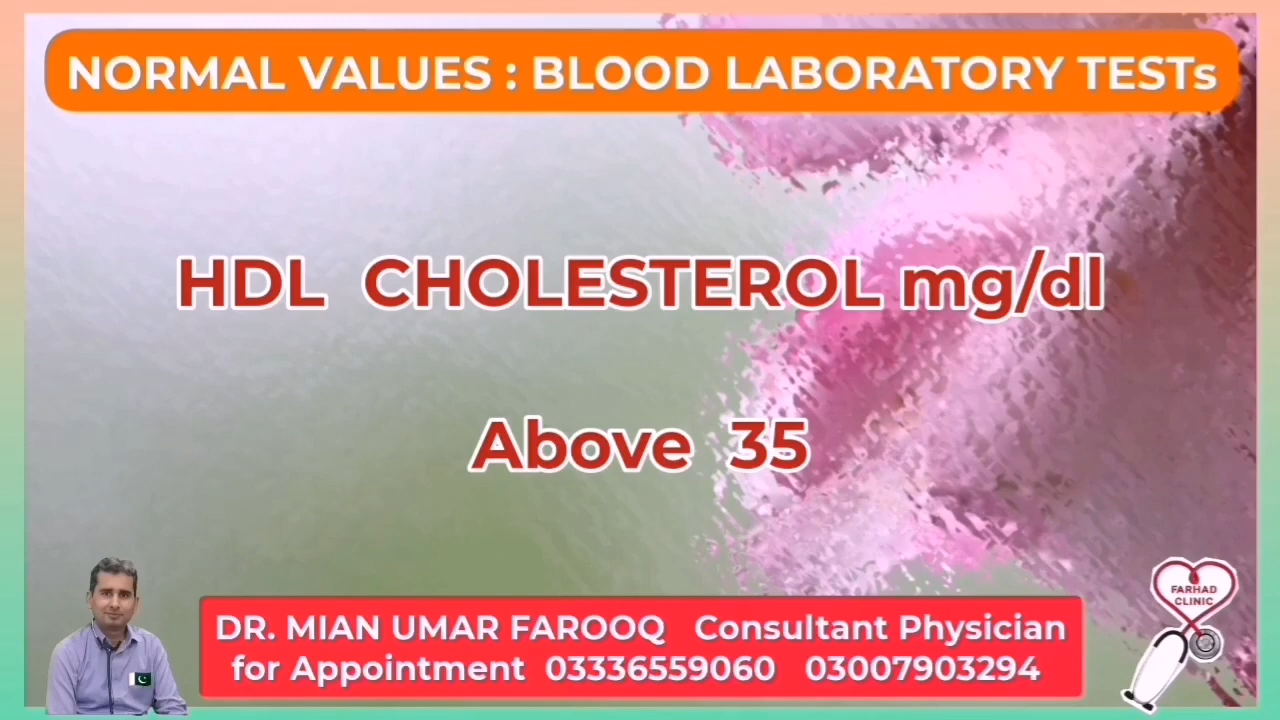 NORMAL VALUES : BLOOD LABORATORY TESTs
HDL CHOLESTEROL mg/dl
Above 35
FARHAD
CLINIC
DR. MIAN UMAR FAROOQ Consultant Physician
for Appointment 03336559060 03007903294